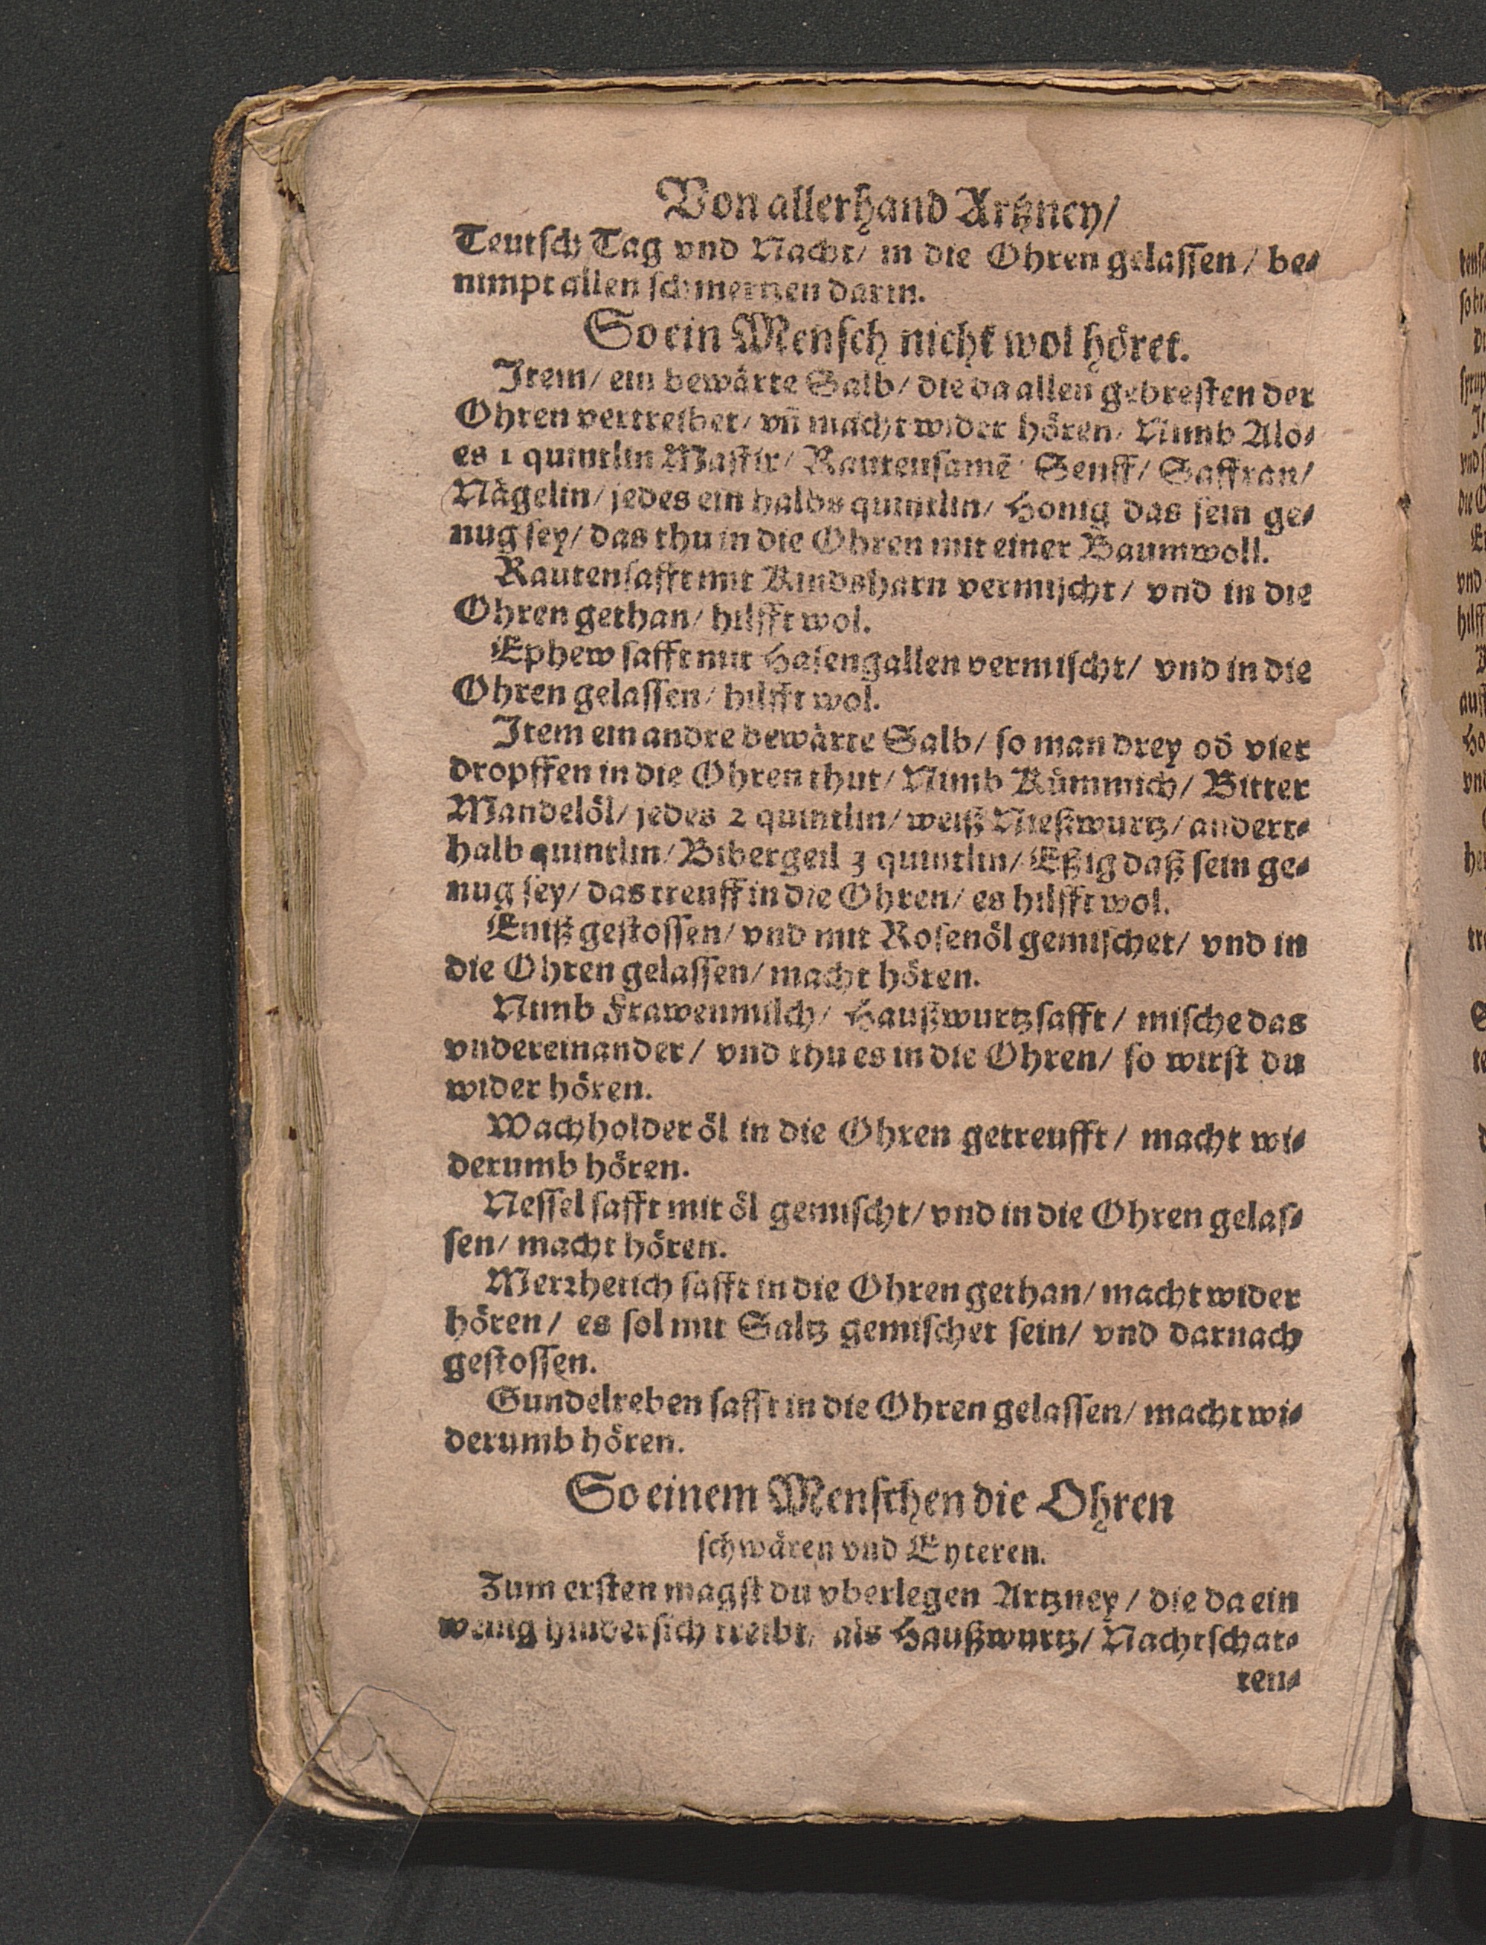 Von allerhand Artzney/
Teutsch Tag vnd Nacht/ in die Ohren gelassen/ be-
nimpt allen schmertzen darin.
So ein Mensch nicht wol höret.
Item/ ein bewärte Salb/ die da allen gebresten der
Ohren vertreibet/ vñ macht wider hören/ Nimb Alo-
es 1 quintlin Mastix/ Rautensamē/ Senff/ Saffran/
Nägelin/ jedes ein halbs quintlin/ Honig das sein ge-
nug sey/ das thu in die Ohren mit einer Baumwoll.
Rautensafft mit Rindsharn vermischt/ vnd in die
Ohren gethan/ hilfft wol.
Ephew safft mit Hasengallen vermischt/ vnd in die
Ohren gelassen/ hilfft wol.
Item ein andre bewärte Salb/ so man drey od̄ vier
dropffen in die Ohren thut/ Nimb Kümmich/ Bitter
Mandelöl/ jedes 2 quintlin/ weiß Nießwurtz/ andert-
halb quintlin/ Bibergeil 3 quintlin/ Eßig daß sein ge-
nug sey/ das treuff in die Ohren/ es hilfft wol.
Eniß gestossen/ vnd mit Rosenöl gemischet/ vnd in
die Ohren gelassen/ macht hören.
Nimb Frawenmilch/ Haußwurtzsafft/ mische das
vndereinander/ vnd thu es in die Ohren/ so wirst du
wider hören.
Wachholder öl in die Ohren getreufft/ macht wi-
derumb hören.
Nessel safft mit öl gemischt/ vnd in die Ohren gelas-
sen/ macht hören.
Merrhetich safft in die Ohren gethan/ macht wider
hören/ es sol mit Saltz gemischet sein/ vnd darnach
gestossen.
Gundelreben safft in die Ohren gelassen/ macht wi-
derumb hören.
So einem Menschen die Ohren
schwären vnd Eyteren.
Zum ersten magst du vberlegen Artzney/ die da ein
wenig hindersich treibt/ als Haußwurtz/ Nachtschat-
ten-